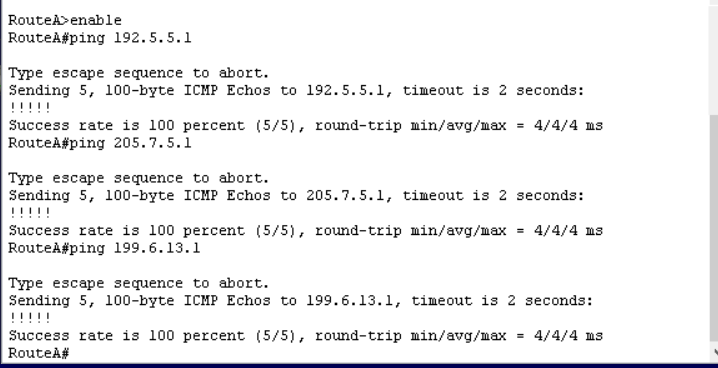 RouteA>enable
RouteA#ping 192.5.5.1
Type escape sequence to abort.
Sending 5, 100-byte ICMP Echos to 192.5.5.1, timeout is 2 seconds:
!!!!!
Success rate is 100 percent (5/5), round-trip min/avg/max = 4/4/4 ms
RouteA#ping 205.7.5.1
Type escape sequence to abort.
Sending 5, 100-byte ICMP Echos to 205.7.5.1, timeout is 2 seconds:
!!!!!
Success rate is 100 percent (5/5), round-trip min/avg/max = 4/4/4 ms
RouteA#ping 199.6.13.1
Type escape sequence to abort.
Sending 5, 100-byte ICMP Echos to 199.6.13.1, timeout is 2 seconds:
!!!!!
Success rate is 100 percent (5/5), round-trip min/avg/max = 4/4/4 ms
RouteA#